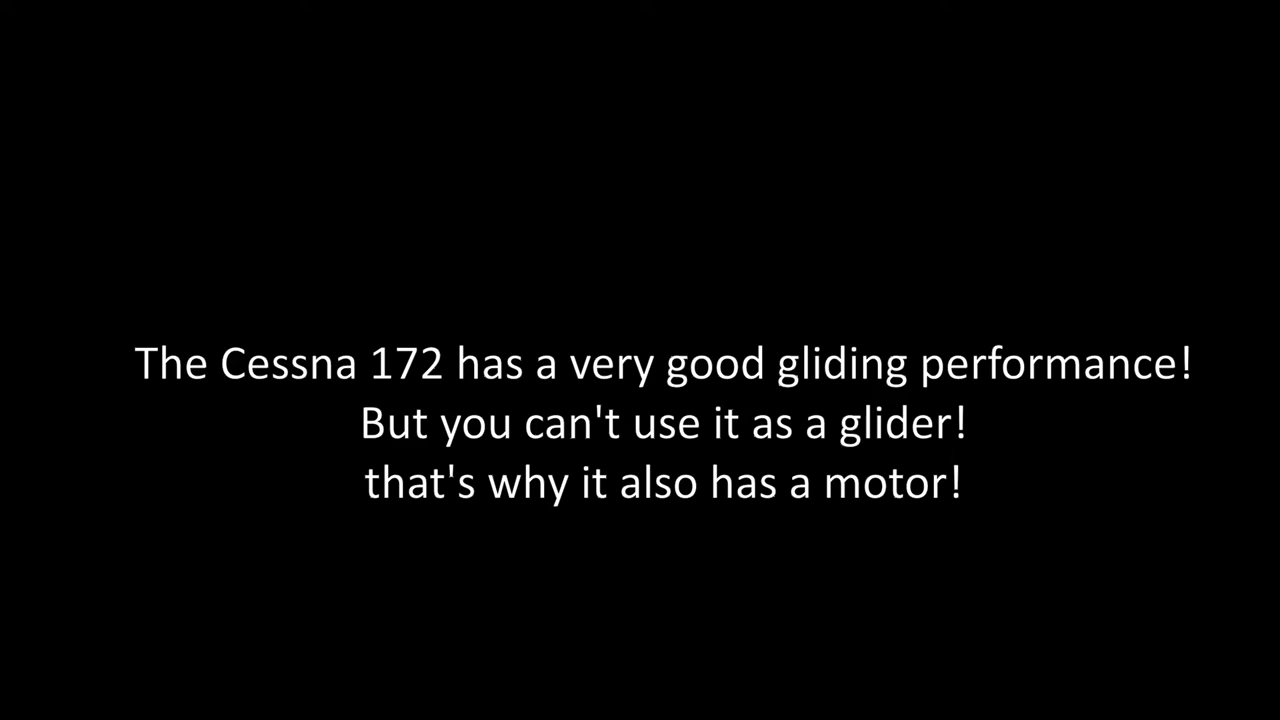 The Cessna 172 has a very good gliding performance!
But you can't use it as a glider!
that's why it also has a motor!